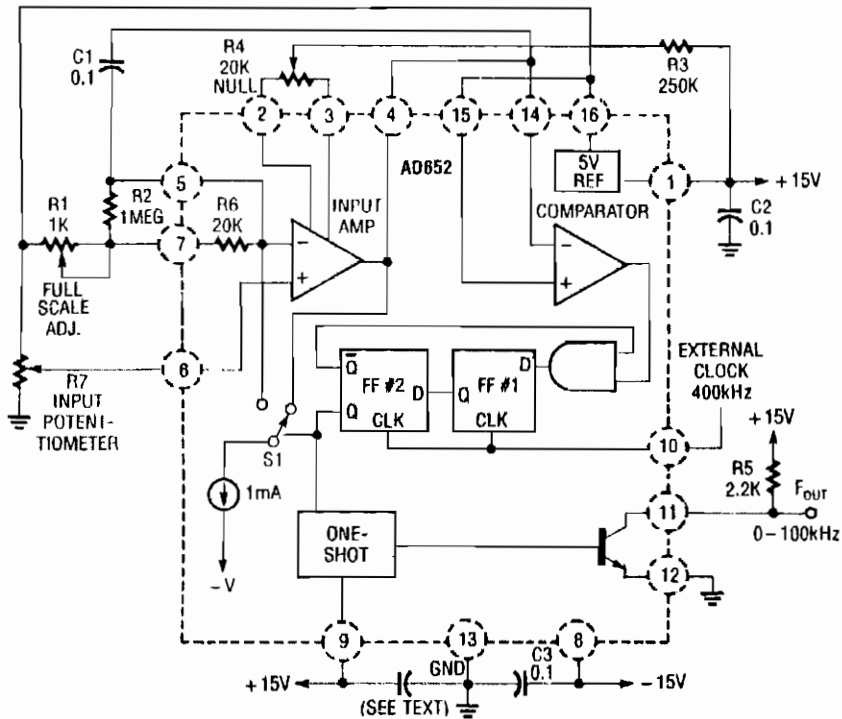 C1
0.1
R4
20K
NULL
R3
250K
2
3
4
15
14
16
AD652
5V
REF
1
+15V
C2
0.1
5
R2
1MEG
R1
1K
7
R6
20K
INPUT
AMP
COMPARATOR
FULL
SCALE
ADJ.
6
R7
INPUT
POTEN-
TIOMETER
Q
Q
FF #2
D
CLK
D
FF #1
Q
CLK
EXTERNAL
CLOCK
400kHz
10
+15V
R5
2.2K
FOUT
0–100kHz
S1
1mA
–V
ONE-
SHOT
11
12
9
13
8
GND
C3
0.1
+15V
(SEE TEXT)
–15V